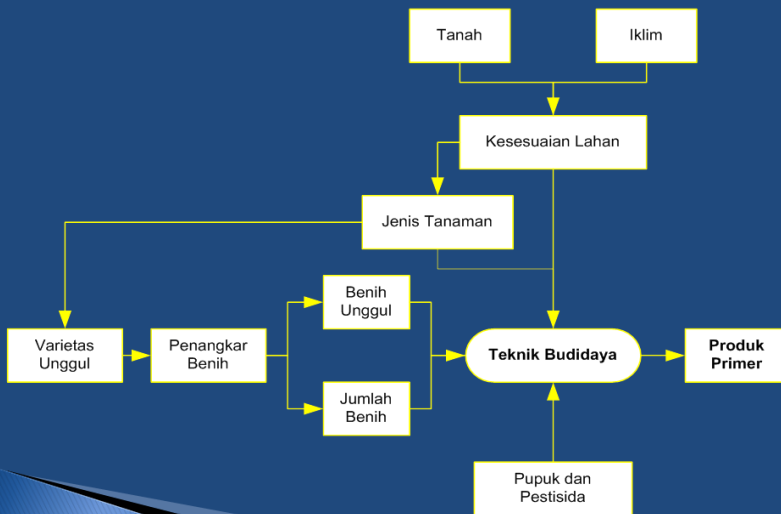 Tanah
Iklim
Kesesuaian Lahan
Jenis Tanaman
Benih
Unggul
Varietas
Unggul
Penangkar
Benih
Teknik Budidaya
Produk
Primer
Jumlah
Benih
Pupuk dan
Pestisida